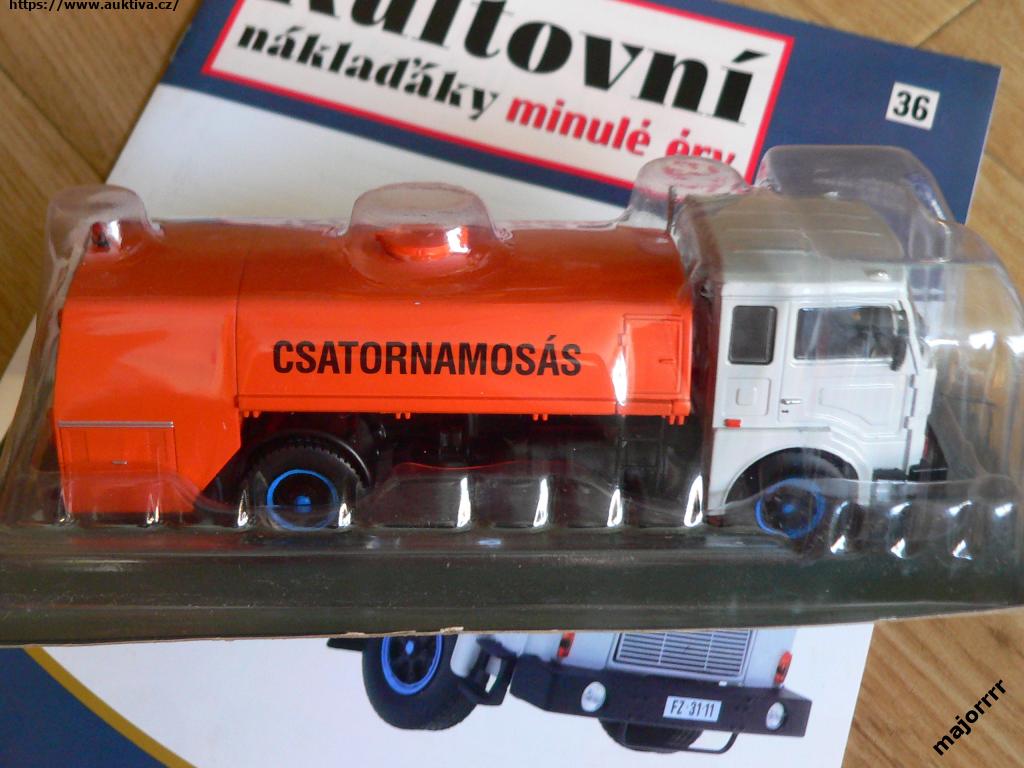 https://www.auktiva.cz/
Kultovní
náklaďáky minulé éry
36
CSATORNAMOSÁS
FZ·31-11
majorrrr